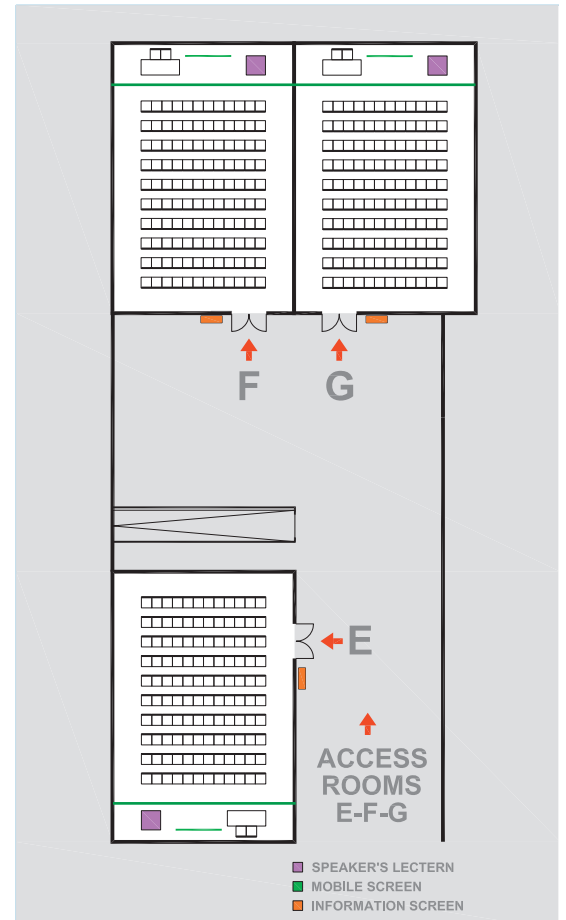 F
G
E
ACCESS
ROOMS
E-F-G
SPEAKER'S LECTERN
MOBILE SCREEN
INFORMATION SCREEN